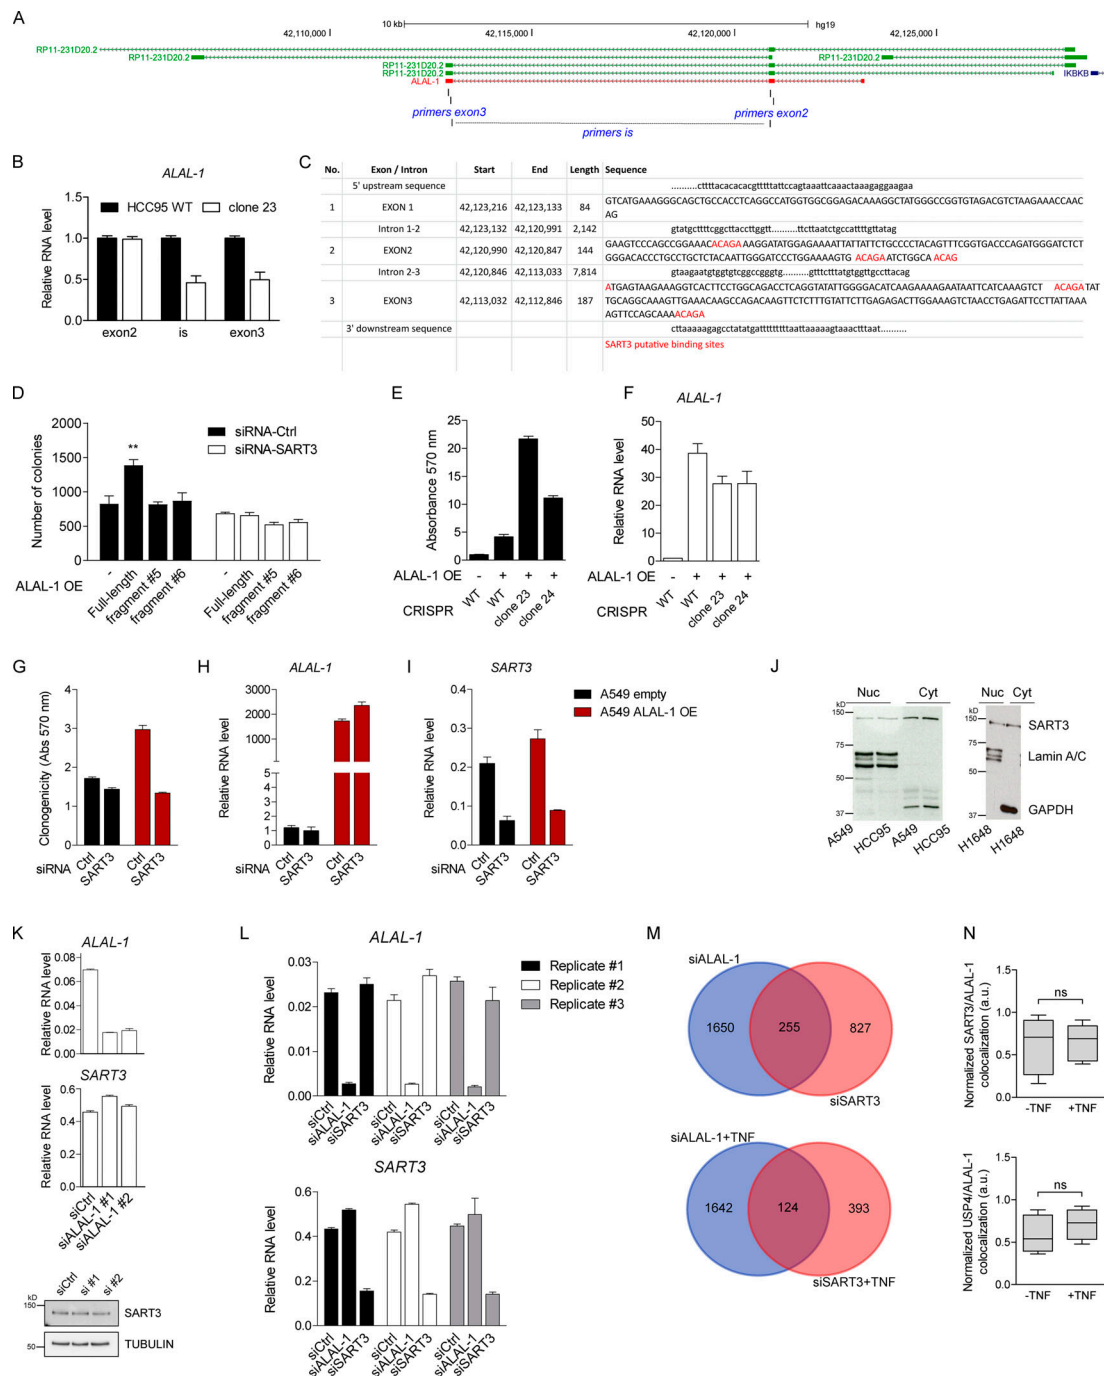 A
10 kb
hg19
42,110,000
42,115,000
42,120,000
42,125,000
RP11-231D20.2
RP11-231D20.2
RP11-231D20.2
RP11-231D20.2
RP11-231D20.2
ALAL-1
IKBKB
primers exon3
primers exon2
primers is
B
ALAL-1
HCC95 WT
clone 23
Relative RNA level
1.5
1.0
0.5
0.0
exon2
is
exon3
C
No. Exon / Intron Start End Length Sequence
5' upstream sequence ..........cttttacacacacgtttttattccagtaaattcaaactaaagaggaagaa
1 EXON 1 42,123,216 42,123,133 84 GTCATGAAAGGGCAGCTGCCACCTCAGGCCATGGTGGCGGAGACAAAGGCTATGGGCCGGTGTAGACGTCTAAGAAACCAAC
AG
Intron 1-2 42,123,132 42,120,991 2,142 gtatgcttttcggcttaccttggtt..........ttcttaatctgccattttgttatag
2 EXON2 42,120,990 42,120,847 144 GAAGTCCCAGCCGGAAACACAGAAAGGATATGGAGAAAATTATTATTCTGCCCCTACAGTTTCGGTGACCCAGATGGGATCTCT
GGGACACCCTGCCTGCTCTACAATTGGGATCCCTGGAAAAGTG ACAGAATCTGGCA ACAG
Intron 2-3 42,120,846 42,113,033 7,814 gtaagaatgtggtgtcggccgggtg..........gtttctttatgtggttgccttacag
3 EXON3 42,113,032 42,112,846 187 ATGAGTAAGAAAGGTCACTTCCTGGCAGACCTCAGGTATATTGGGGACATCAAGAAAAGAATAATTCATCAAAGTCT ACAGATAT
TGCAGGCAAAGTTGAAACAAGCCAGACAAGTTCTCTTTGTATTCTTGAGAGACTTGGAAAGTCTAACCTGAGATTCCTTATTAAA
AAGTTCCAGCAAAACAGA
3' downstream sequence cttaaaaagagcctatatgattttttttttaattaaaaagtaaactttaat..........
SART3 putative binding sites
D
siRNA-Ctrl
siRNA-SART3
Number of colonies
2000
1500
1000
500
0
**
ALAL-1 OE
- Full-length fragment #5 fragment #6 - Full-length fragment #5 fragment #6
E
Absorbance 570 nm
25
20
15
10
5
0
ALAL-1 OE - + + +
CRISPR WT WT clone 23 clone 24
F
ALAL-1
Relative RNA level
50
40
30
20
10
0
ALAL-1 OE - + + +
CRISPR WT WT clone 23 clone 24
G
Clonogenicity (Abs 570 nm)
4
3
2
1
0
siRNA Ctrl SART3 Ctrl SART3
H
ALAL-1
Relative RNA level
3000
2000
1000
5
4
3
2
1
0
siRNA Ctrl SART3 Ctrl SART3
I
SART3
Relative RNA level
0.4
0.3
0.2
0.1
0.0
siRNA Ctrl SART3 Ctrl SART3
A549 empty
A549 ALAL-1 OE
J
Nuc Cyt
kD
150
75
50
37
A549 HCC95 A549 HCC95
Nuc Cyt
kD
150
75
50
37
SART3
Lamin A/C
GAPDH
H1648 H1648
K
ALAL-1
Relative RNA level
0.08
0.06
0.04
0.02
0.00
SART3
Relative RNA level
0.6
0.4
0.2
0.0
siCtrl siALAL-1 #1 siALAL-1 #2
siCtrl si #1 si #2
kD
150
SART3
50
TUBULIN
L
ALAL-1
Relative RNA level
0.03
0.02
0.01
0.00
siCtrl siALAL-1 siSART3 siCtrl siALAL-1 siSART3 siCtrl siALAL-1 siSART3
Replicate #1
Replicate #2
Replicate #3
SART3
Relative RNA level
0.6
0.4
0.2
0.0
siCtrl siALAL-1 siSART3 siCtrl siALAL-1 siSART3 siCtrl siALAL-1 siSART3
M
siALAL-1
1650
255
827
siSART3
siALAL-1+TNF
1642
124
393
siSART3+TNF
N
Normalized SART3/ALAL-1
colocalization (a.u.)
1.5
1.0
0.5
0.0
ns
-TNF +TNF
Normalized USP4/ALAL-1
colocalization (a.u.)
1.5
1.0
0.5
0.0
ns
-TNF +TNF